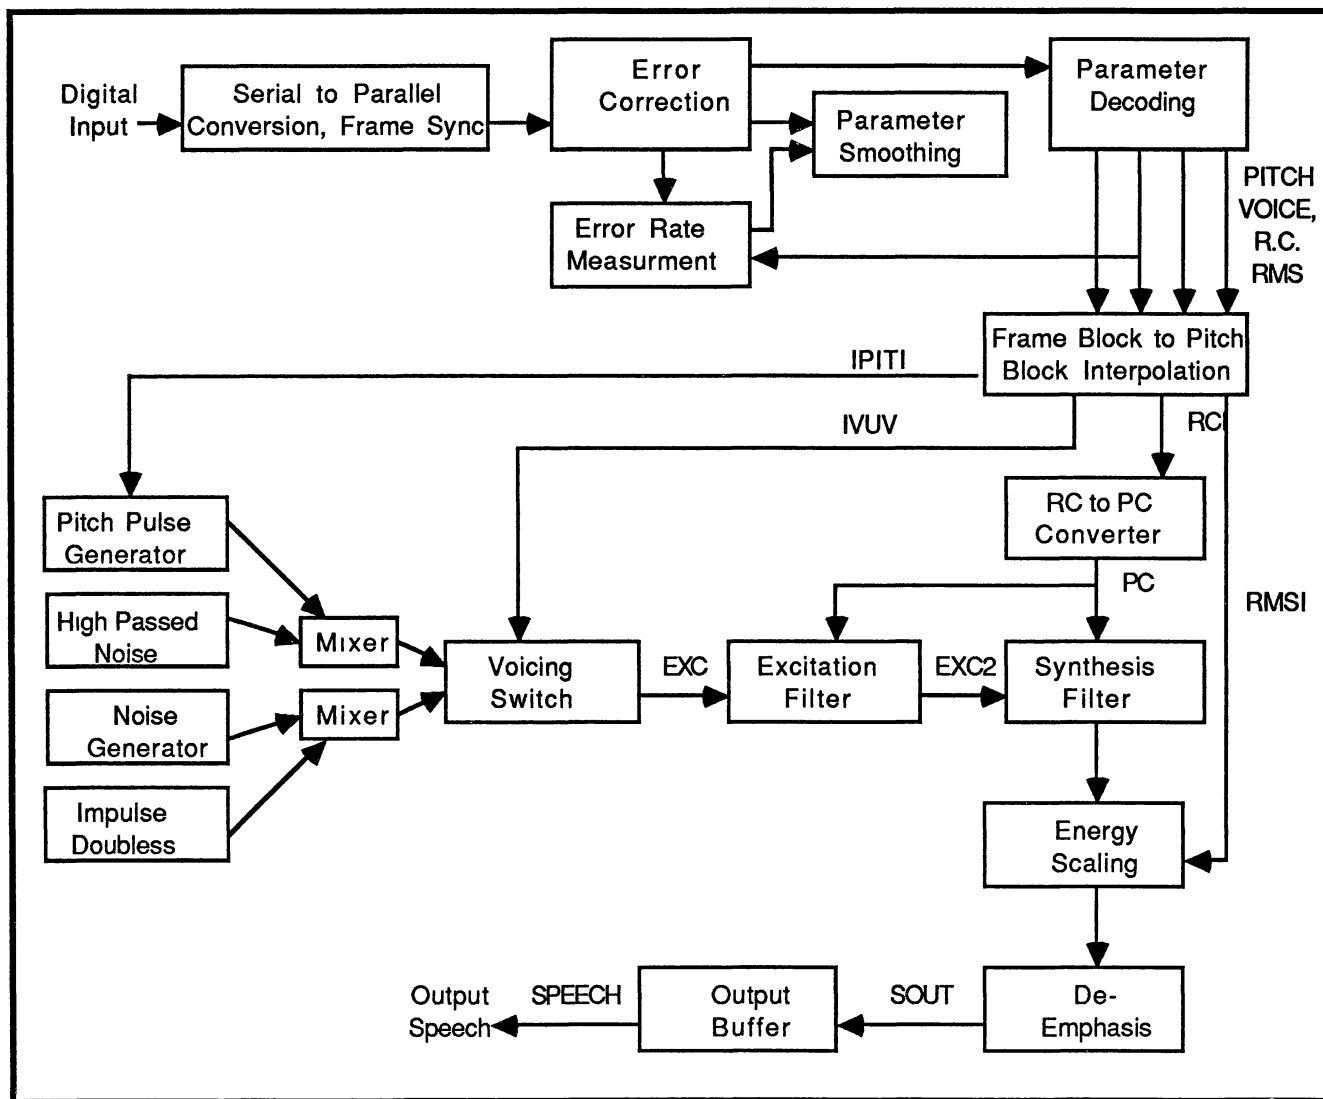 Digital
Input
Serial to Parallel
Conversion, Frame Sync
Error
Correction
Parameter
Smoothing
Parameter
Decoding
Error Rate
Measurment
PITCH
VOICE,
R.C.
RMS
Frame Block to Pitch
Block Interpolation
IPITI
IVUV
RCI
RC to PC
Converter
PC
RMSI
Pitch Pulse
Generator
High Passed
Noise
Mixer
Noise
Generator
Mixer
Impulse
Doubless
Voicing
Switch
EXC
Excitation
Filter
EXC2
Synthesis
Filter
Energy
Scaling
De-
Emphasis
SOUT
Output
Buffer
SPEECH
Output
Speech